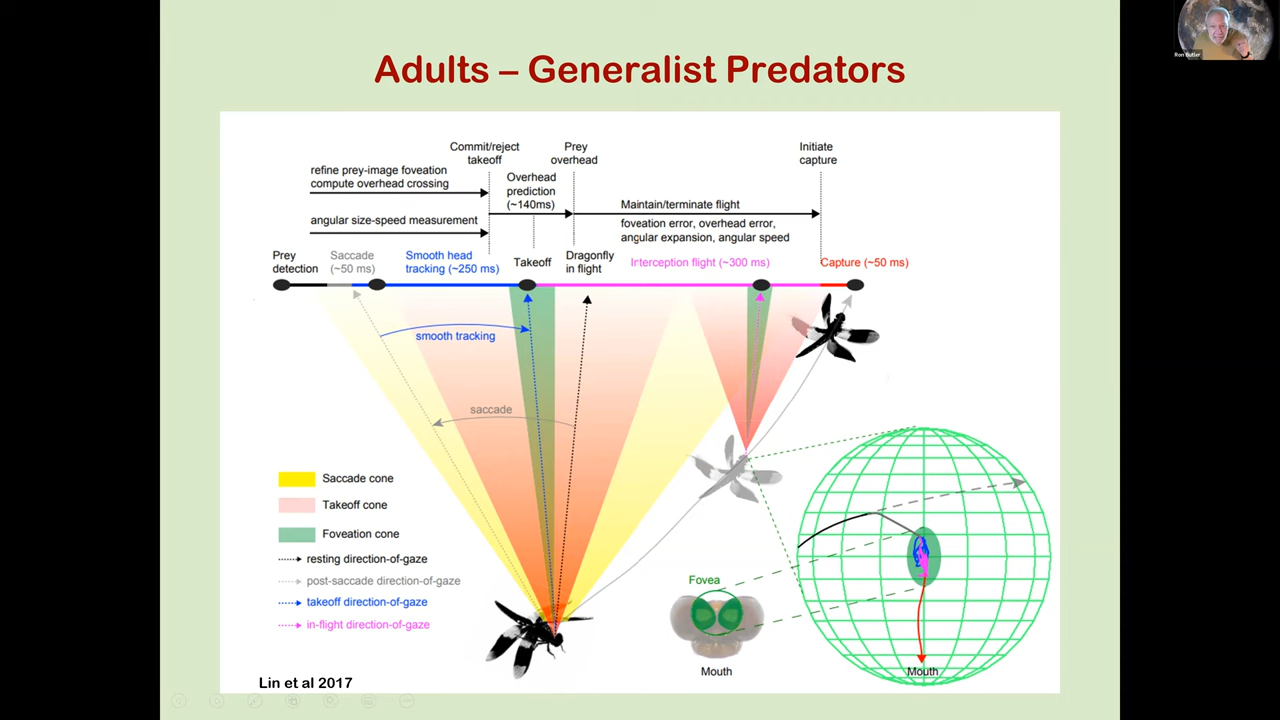 Adults – Generalist Predators
Ron Butler
Commit/reject
takeoff
Prey
overhead
Initiate
capture
refine prey-image foveation
compute overhead crossing
Overhead
prediction
(~140ms)
Maintain/terminate flight
angular size-speed measurement
foveation error, overhead error,
angular expansion, angular speed
Prey
detection
Saccade
(~50 ms)
Smooth head
tracking (~250 ms)
Takeoff
Dragonfly
in flight
Interception flight (~300 ms)
Capture (~50 ms)
smooth tracking
saccade
Saccade cone
Takeoff cone
Foveation cone
resting direction-of-gaze
post-saccade direction-of-gaze
takeoff direction-of-gaze
in-flight direction-of-gaze
Fovea
Mouth
Mouth
Lin et al 2017